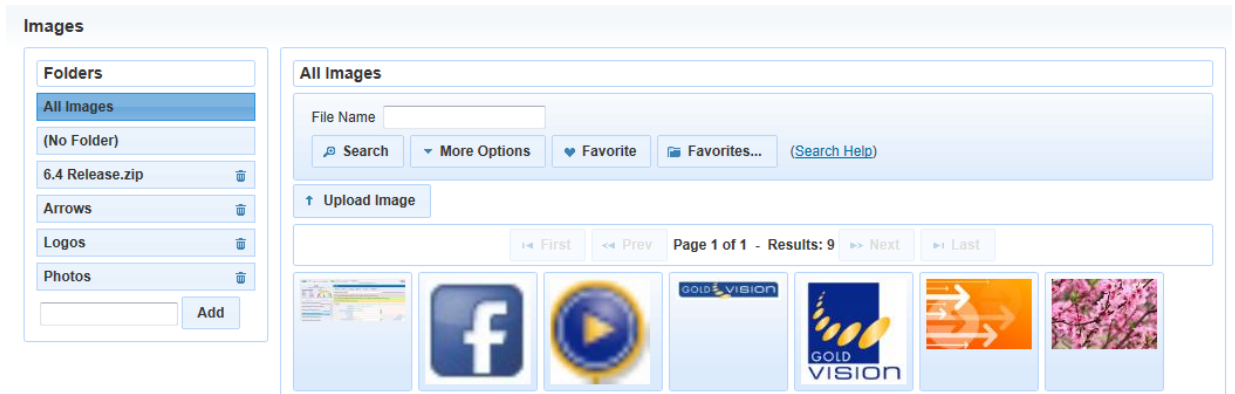 Images
Folders
All Images
(No Folder)
6.4 Release.zip
Arrows
Logos
Photos
Add
All Images
File Name
Search More Options Favorite Favorites... (Search Help)
Upload Image
First Prev Page 1 of 1 - Results: 9 Next Last
GOLD VISION
GOLD
VISION